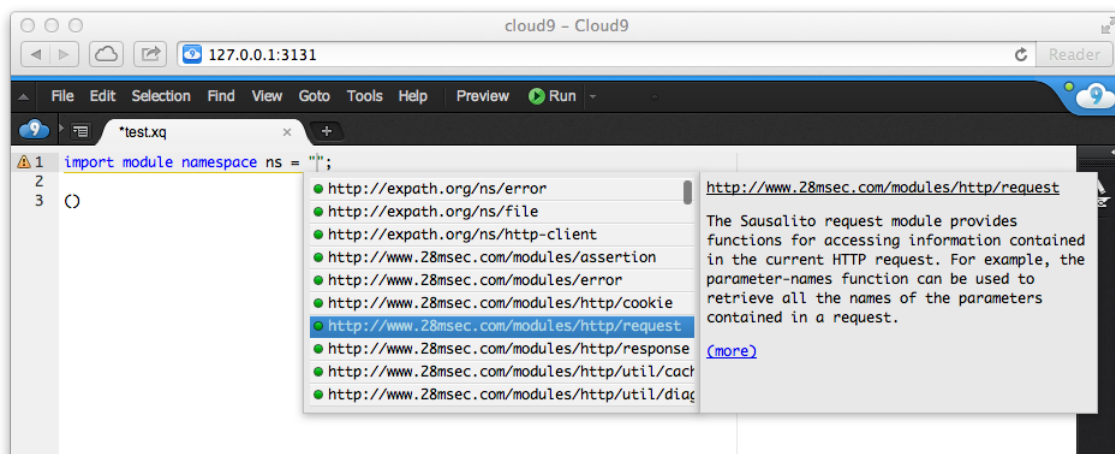 cloud9 – Cloud9
127.0.0.1:3131
Reader
File Edit Selection Find View Goto Tools Help Preview Run
9
*test.xq
9
1 import module namespace ns = "";
2
3 ()
http://expath.org/ns/error
http://expath.org/ns/file
http://expath.org/ns/http-client
http://www.28msec.com/modules/assertion
http://www.28msec.com/modules/error
http://www.28msec.com/modules/http/cookie
http://www.28msec.com/modules/http/request
http://www.28msec.com/modules/http/response
http://www.28msec.com/modules/http/util/cach
http://www.28msec.com/modules/http/util/diag
http://www.28msec.com/modules/http/request
The Sausalito request module provides
functions for accessing information contained
in the current HTTP request. For example, the
parameter-names function can be used to
retrieve all the names of the parameters
contained in a request.
(more)